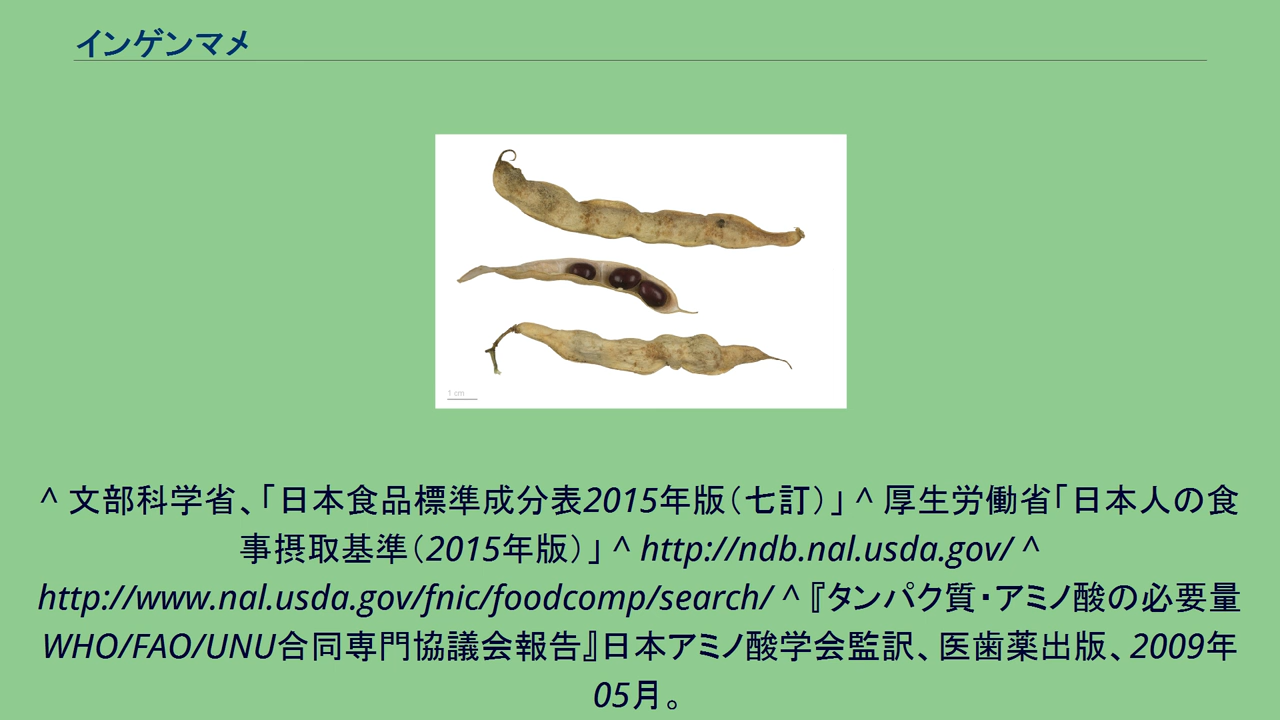 インゲンマメ
1 cm
^ 文部科学省、「日本食品標準成分表2015年版（七訂）」 ^ 厚生労働省「日本人の食
事摂取基準（2015年版）」 ^ http://ndb.nal.usda.gov/ ^
http://www.nal.usda.gov/fnic/foodcomp/search/ ^ 『タンパク質・アミノ酸の必要量
WHO/FAO/UNU合同専門協議会報告』日本アミノ酸学会監訳、医歯薬出版、2009年
05月。